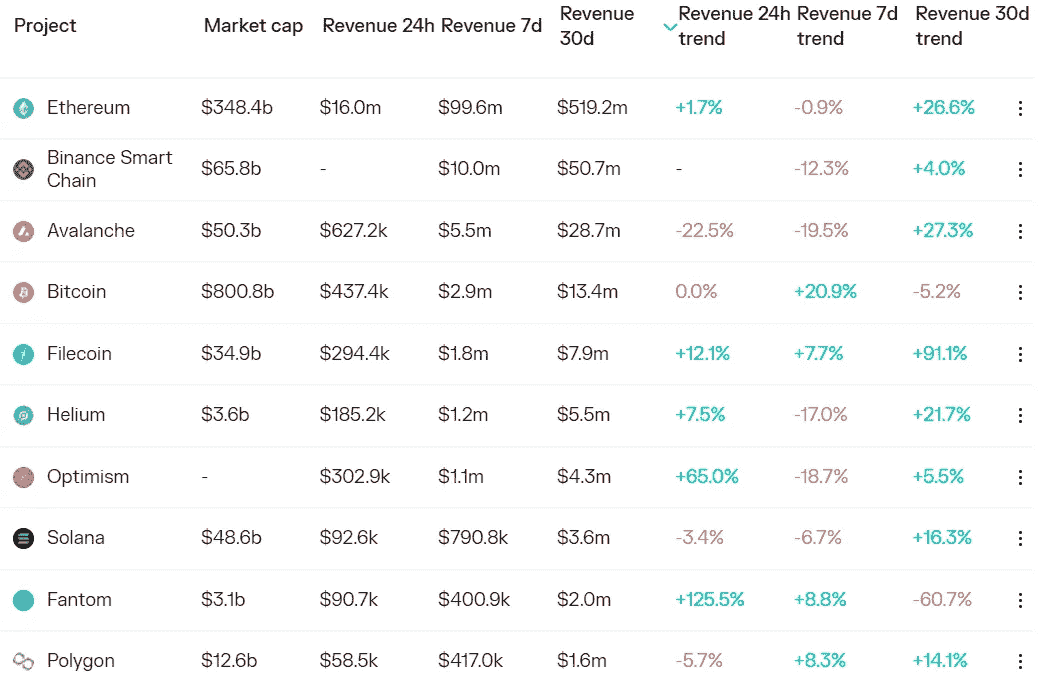 Project Market cap Revenue 24h Revenue 7d Revenue 30d Revenue 24h trend Revenue 7d trend Revenue 30d trend
Ethereum $348.4b $16.0m $99.6m $519.2m +1.7% -0.9% +26.6%
Binance Smart Chain $65.8b - $10.0m $50.7m - -12.3% +4.0%
Avalanche $50.3b $627.2k $5.5m $28.7m -22.5% -19.5% +27.3%
Bitcoin $800.8b $437.4k $2.9m $13.4m 0.0% +20.9% -5.2%
Filecoin $34.9b $294.4k $1.8m $7.9m +12.1% +7.7% +91.1%
Helium $3.6b $185.2k $1.2m $5.5m +7.5% -17.0% +21.7%
Optimism - $302.9k $1.1m $4.3m +65.0% -18.7% +5.5%
Solana $48.6b $92.6k $790.8k $3.6m -3.4% -6.7% +16.3%
Fantom $3.1b $90.7k $400.9k $2.0m +125.5% +8.8% -60.7%
Polygon $12.6b $58.5k $417.0k $1.6m -5.7% +8.3% +14.1%